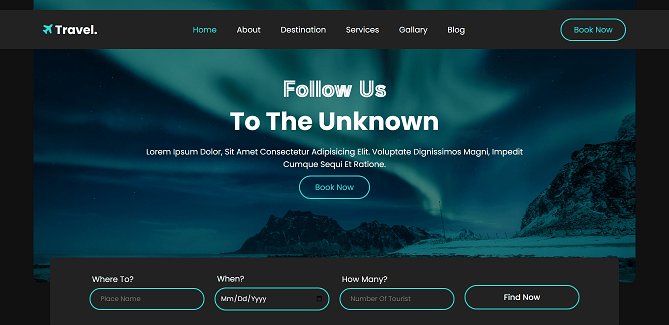 Travel.
Home About Destination Services Gallary Blog
Book Now
Follow Us
To The Unknown
Lorem Ipsum Dolor, Sit Amet Consectetur Adipisicing Elit. Voluptate Dignissimos Magni, Impedit
Cumque Sequi Et Ratione.
Book Now
Where To?
Place Name
When?
Mm/Dd/Yyyy
How Many?
Number Of Tourist
Find Now